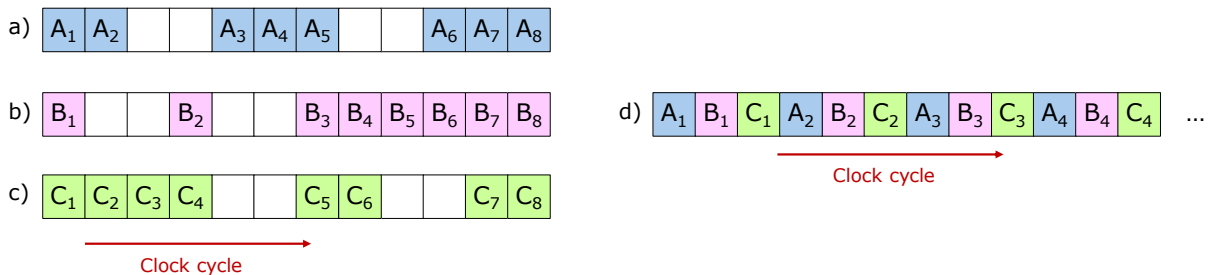 a) A₁ A₂ A₃ A₄ A₅ A₆ A₇ A₈
b) B₁ B₂ B₃ B₄ B₅ B₆ B₇ B₈
c) C₁ C₂ C₃ C₄ C₅ C₆ C₇ C₈
Clock cycle
d) A₁ B₁ C₁ A₂ B₂ C₂ A₃ B₃ C₃ A₄ B₄ C₄ ...
Clock cycle